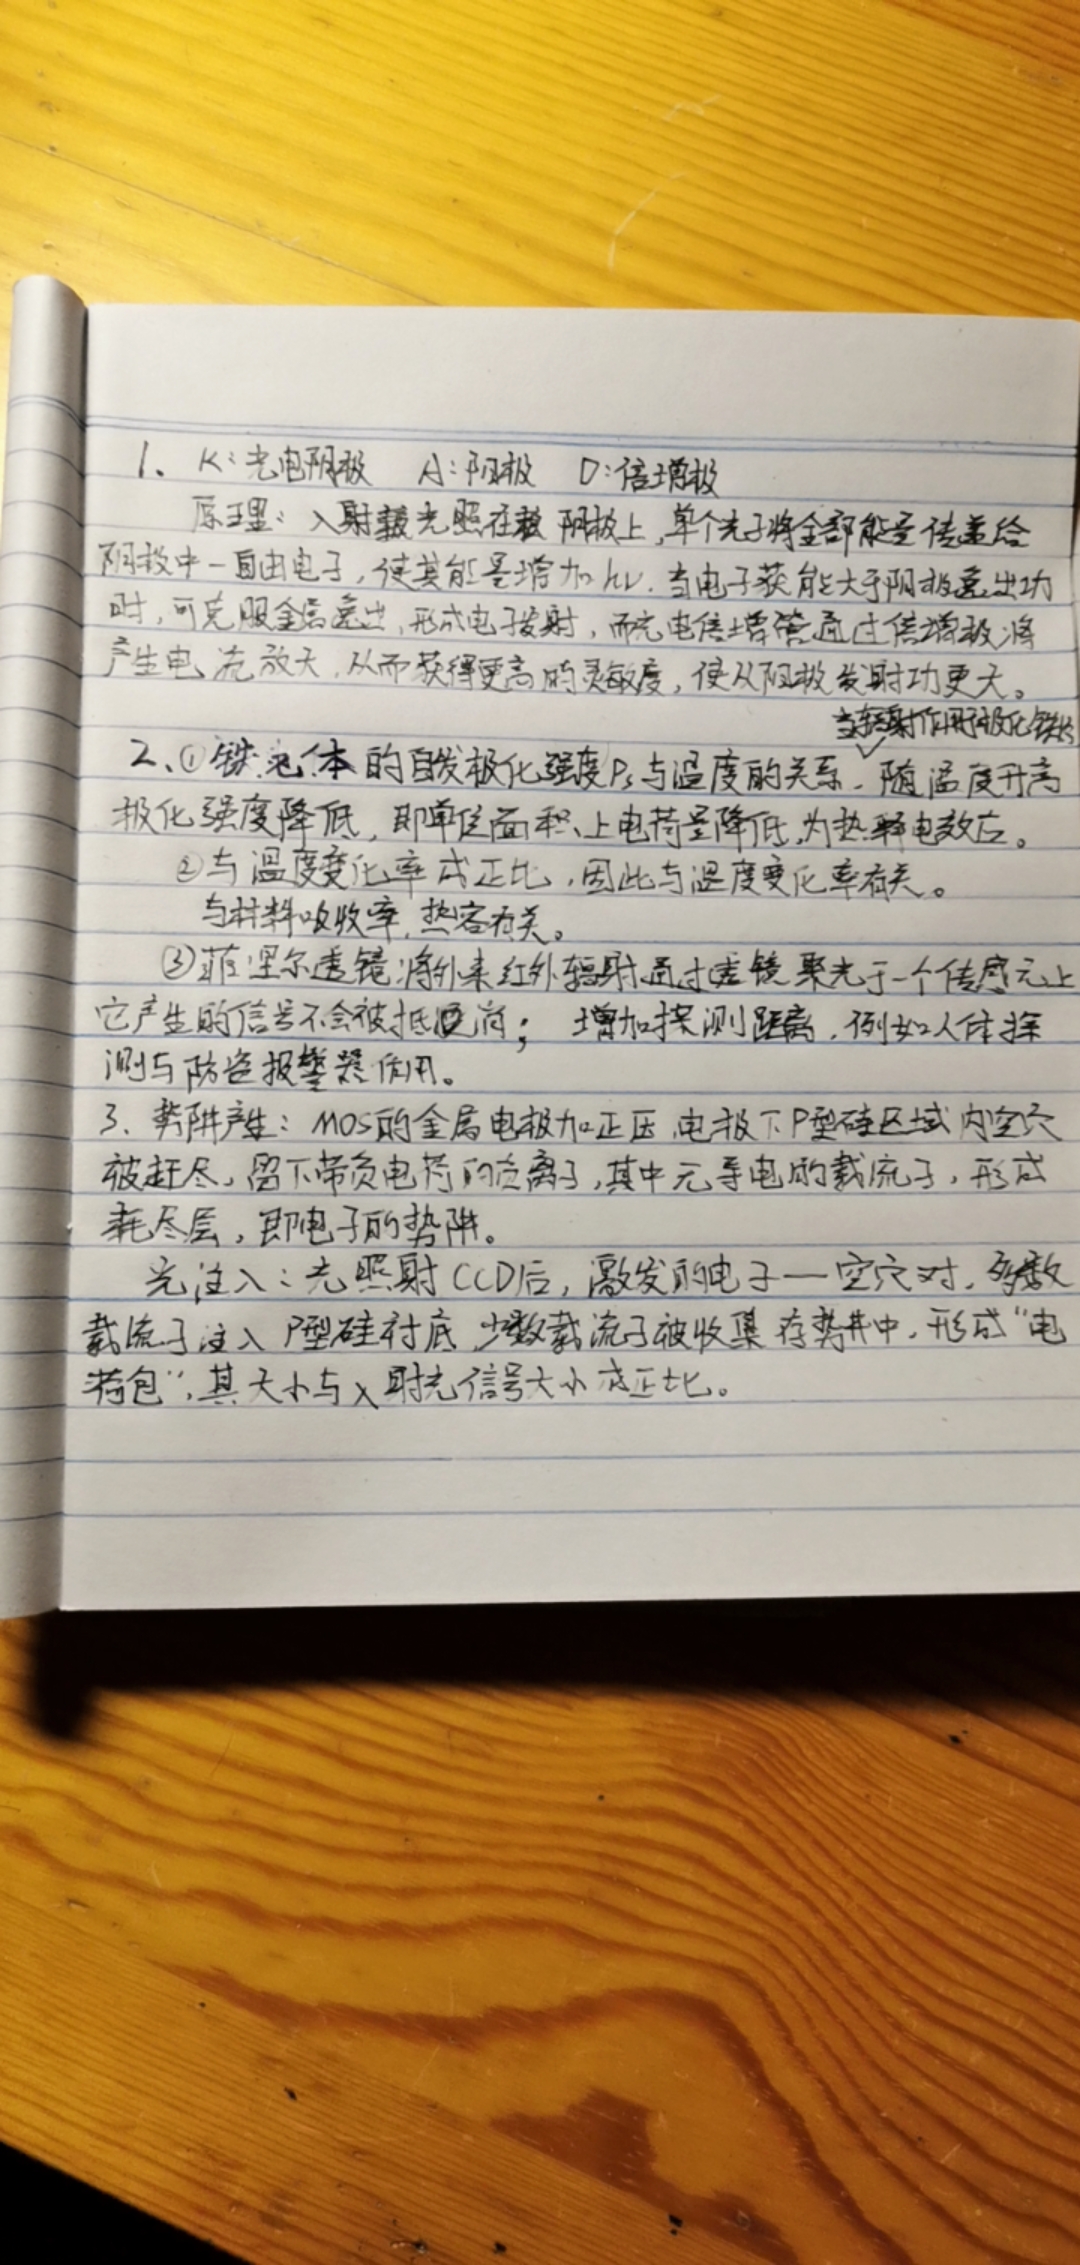 1、 K：光电阴极 A：阳极 D：倍增极
原理：入射光照在阴极上，单个光子将全部能量传递给
阴极中一自由电子，使其能量增加hν．当电子获能大于阴极逸出功
时，可克服金属逸出，形成电子发射，而光电倍增管通过倍增极将
产生电流放大，从而获得更高的灵敏度，使从阳极发射功更大。
当辐射作用于极化铁
2、①铁电体的自发极化强度Ps与温度的关系．随温度升高
极化强度降低，即单位面积上电荷量降低，为热释电效应。
②与温度变化率成正比，因此与温度变化率有关。
与材料吸收率，热容有关。
③菲涅尔透镜将外来红外辐射通过透镜聚光于一个传感元上
它产生的信号不会被抵消；增加探测距离，例如人体探
测与防盗报警器作用。
3、势阱产生：MOS的金属电极加正压，电极下P型硅区域内空穴
被赶尽，留下带负电荷的负离子，其中无导电的载流子，形成
耗尽层，即电子的势阱。
光注入：光照射CCD后，激发的电子—空穴对，多数
载流子注入P型硅衬底，少数载流子被收集存势井中，形成“电
荷包”，其大小与入射光信号大小成正比。